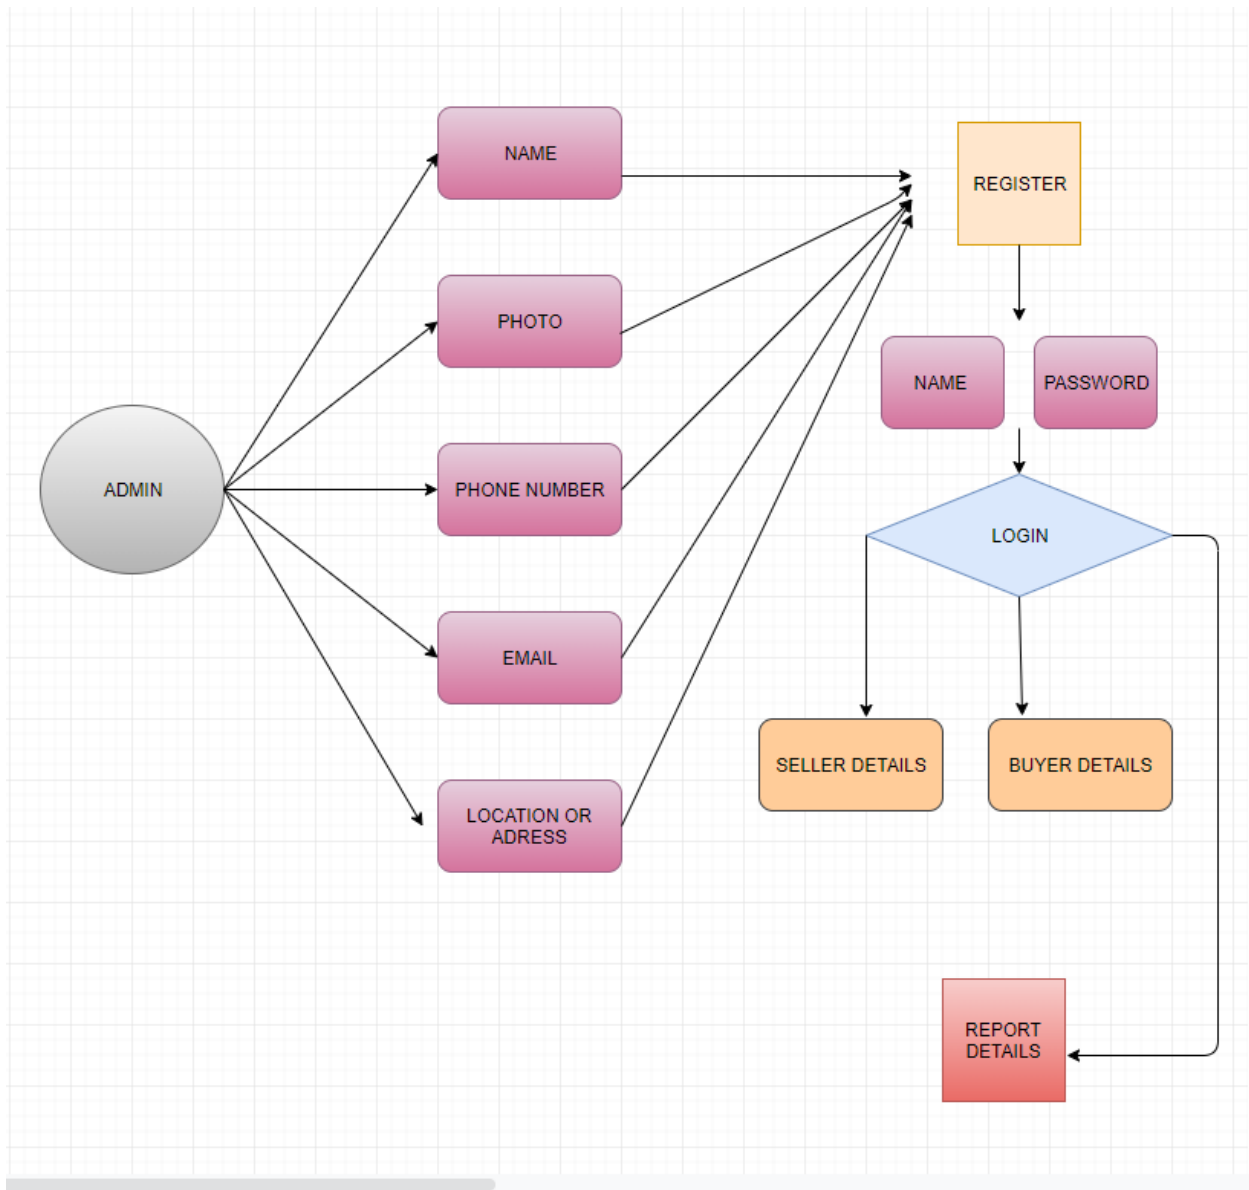 NAME
REGISTER
PHOTO
NAME
PASSWORD
ADMIN
PHONE NUMBER
LOGIN
EMAIL
SELLER DETAILS
BUYER DETAILS
LOCATION OR
ADRESS
REPORT
DETAILS